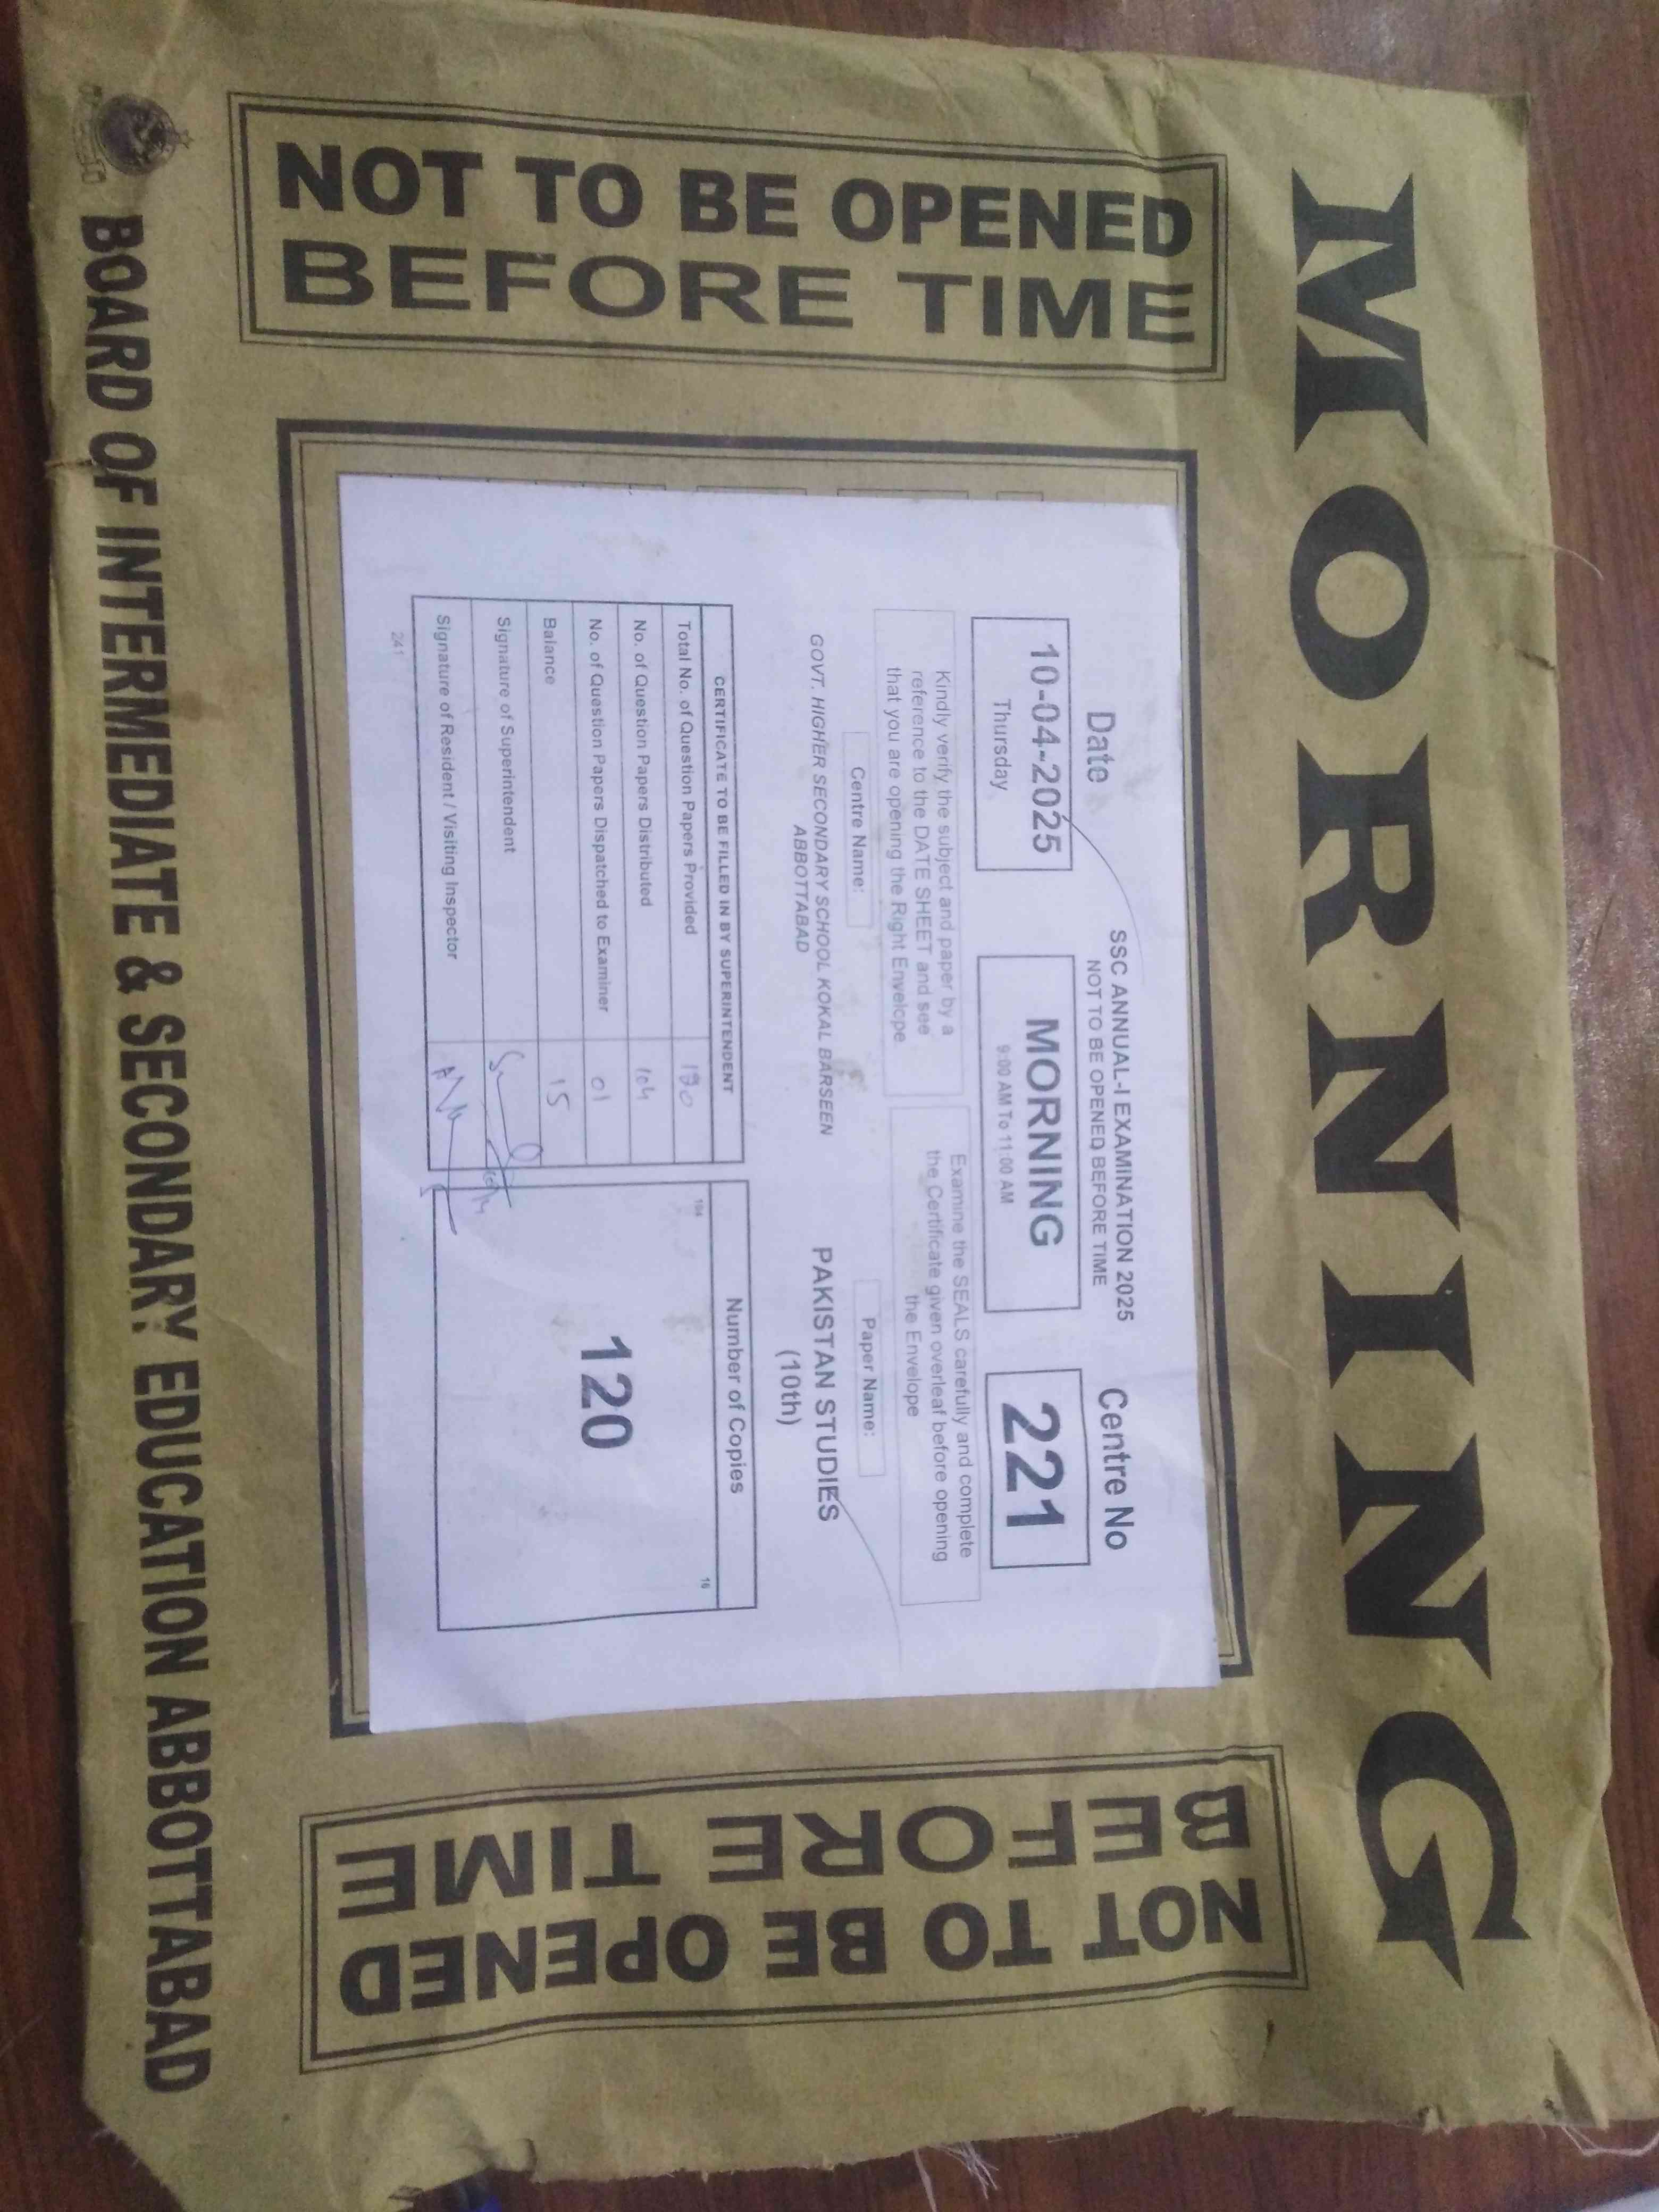 MORNING
NOT TO BE OPENED
BEFORE TIME
Date
10-04-2025
Thursday
SSC ANNUAL-I EXAMINATION 2025
NOT TO BE OPENED BEFORE TIME
MORNING
9:00 AM To 11:00 AM
Centre No
221
Kindly verify the subject and paper by a
reference to the DATE SHEET and see
that you are opening the Right Envelope
Examine the SEALS carefully and complete
the Certificate given overleaf before opening
the Envelope
Centre Name:
GOVT. HIGHER SECONDARY SCHOOL KOKAL BARSEEN
ABBOTTABAD
Paper Name:
PAKISTAN STUDIES
(10th)
CERTIFICATE TO BE FILLED IN BY SUPERINTENDENT
Total No. of Question Papers Provided 120
No. of Question Papers Distributed 104
No. of Question Papers Dispatched to Examiner 01
Balance 15
Signature of Superintendent
Signature of Resident / Visiting Inspector
241
Number of Copies
104
16
120
NOT TO BE OPENED
BEFORE TIME
BOARD OF INTERMEDIATE & SECONDARY EDUCATION ABBOTTABAD